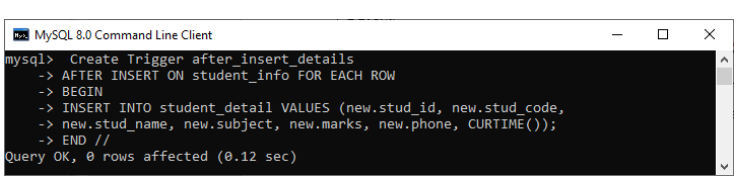 MySQL 8.0 Command Line Client
mysql>  Create Trigger after_insert_details
    -> AFTER INSERT ON student_info FOR EACH ROW
    -> BEGIN
    -> INSERT INTO student_detail VALUES (new.stud_id, new.stud_code,
    -> new.stud_name, new.subject, new.marks, new.phone, CURTIME());
    -> END //
Query OK, 0 rows affected (0.12 sec)